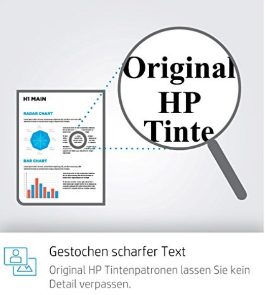 Original
HP
Tinte
H1 MAIN
RADAR CHART
BAR CHART
Gestochen scharfer Text
Original HP Tintenpatronen lassen Sie kein
Detail verpassen.